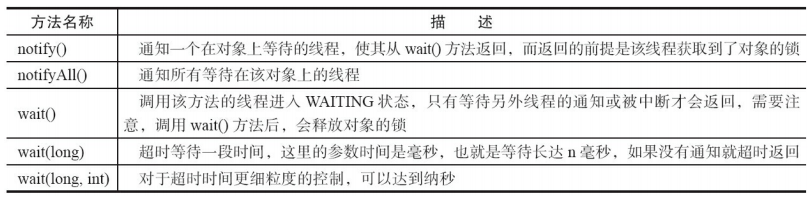 方法名称 描 述
notify() 通知一个在对象上等待的线程，使其从 wait() 方法返回，而返回的前提是该线程获取到了对象的锁
notifyAll() 通知所有等待在该对象上的线程
wait() 调用该方法的线程进入 WAITING 状态，只有等待另外线程的通知或被中断才会返回，需要注
意，调用 wait() 方法后，会释放对象的锁
wait(long) 超时等待一段时间，这里的参数时间是毫秒，也就是等待长达 n 毫秒，如果没有通知就超时返回
wait(long, int) 对于超时时间更细粒度的控制，可以达到纳秒